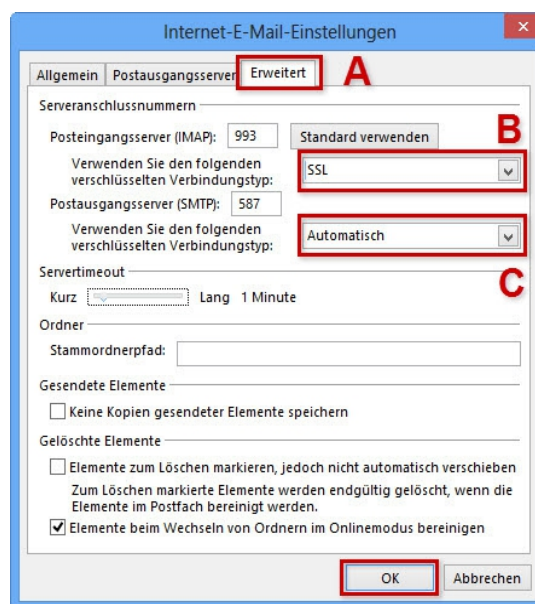 Internet-E-Mail-Einstellungen
x
Allgemein Postausgangsserver Erweitert A
Serveranschlussnummern
Posteingangsserver (IMAP): 993 Standard verwenden B
Verwenden Sie den folgenden
verschlüsselten Verbindungstyp: SSL
Postausgangsserver (SMTP): 587
Verwenden Sie den folgenden
verschlüsselten Verbindungstyp: Automatisch
C
Servertimeout
Kurz Lang 1 Minute
Ordner
Stammordnerpfad:
Gesendete Elemente
Keine Kopien gesendeter Elemente speichern
Gelöschte Elemente
Elemente zum Löschen markieren, jedoch nicht automatisch verschieben
Zum Löschen markierte Elemente werden endgültig gelöscht, wenn die
Elemente im Postfach bereinigt werden.
Elemente beim Wechseln von Ordnern im Onlinemodus bereinigen
OK Abbrechen